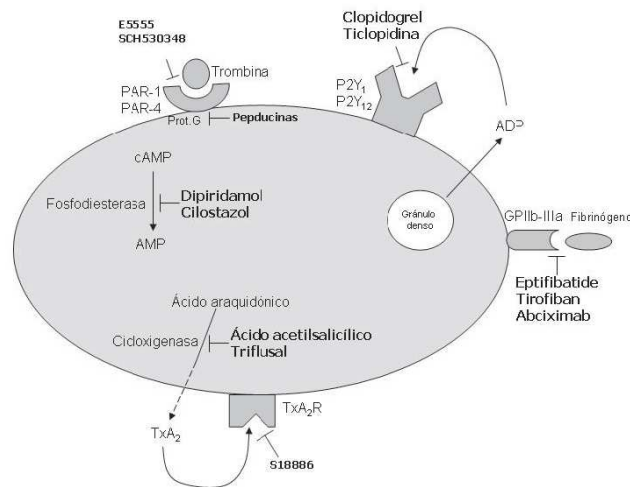 E5555
SCH530348
Trombina
PAR-1
PAR-4
Prot.G
Pepducinas
Clopidogrel
Ticlopidina
P2Y1
P2Y12
ADP
cAMP
Fosfodiesterasa
Dipiridamol
Cilostazol
AMP
Gránulo
denso
GPIIb-IIIa
Fibrinógeno
Eptifibatide
Tirofiban
Abciximab
Ácido araquidónico
Cicloxigenasa
Ácido acetilsalicílico
Triflusal
TxA2
TxA2R
S18886